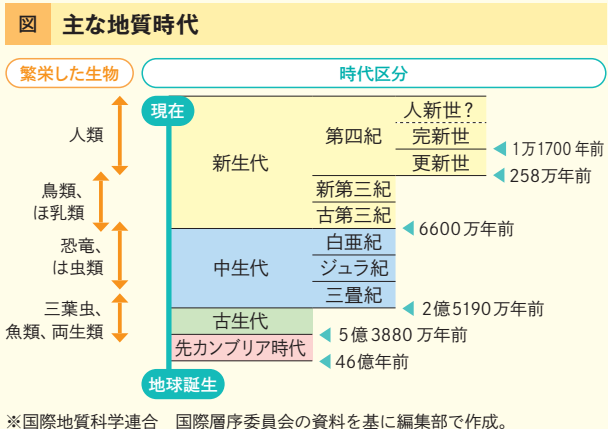 図 主な地質時代
繁栄した生物
時代区分
現在
人類
鳥類、
ほ乳類
恐竜、
は虫類
三葉虫、
魚類、両生類
新生代
第四紀
人新世?
完新世
更新世
新第三紀
古第三紀
中生代
白亜紀
ジュラ紀
三畳紀
古生代
先カンブリア時代
地球誕生
1万1700年前
258万年前
6600万年前
2億5190万年前
5億3880万年前
46億年前
※国際地質科学連合 国際層序委員会の資料を基に編集部で作成。